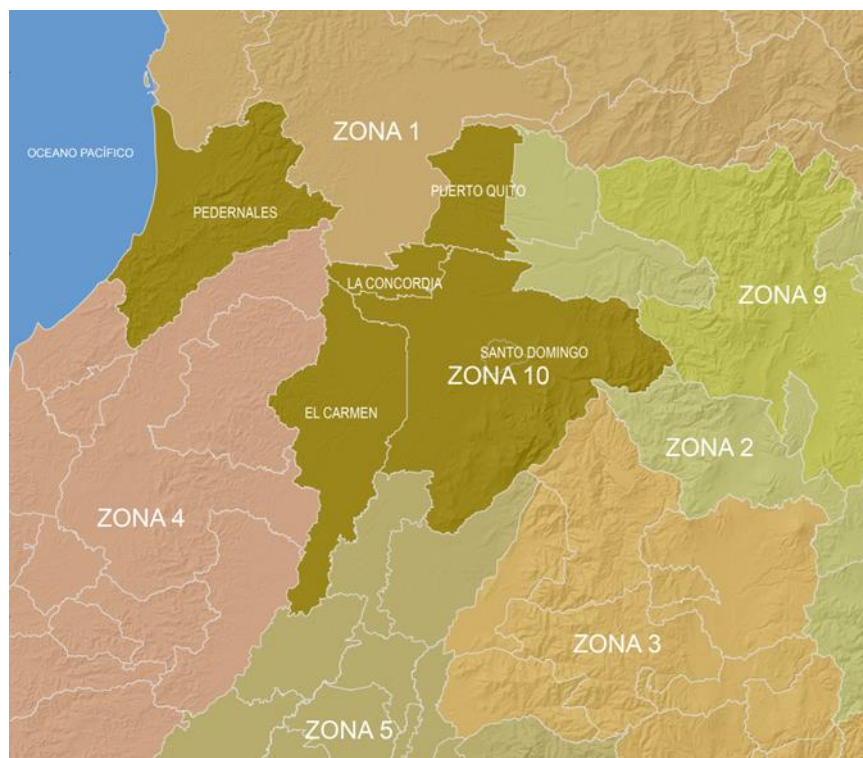 ZONA 1
OCEANO PACÍFICO
PUERTO QUITO
PEDERNALES
LA CONCORDIA
ZONA 9
SANTO DOMINGO
ZONA 10
EL CARMEN
ZONA 2
ZONA 4
ZONA 3
ZONA 5